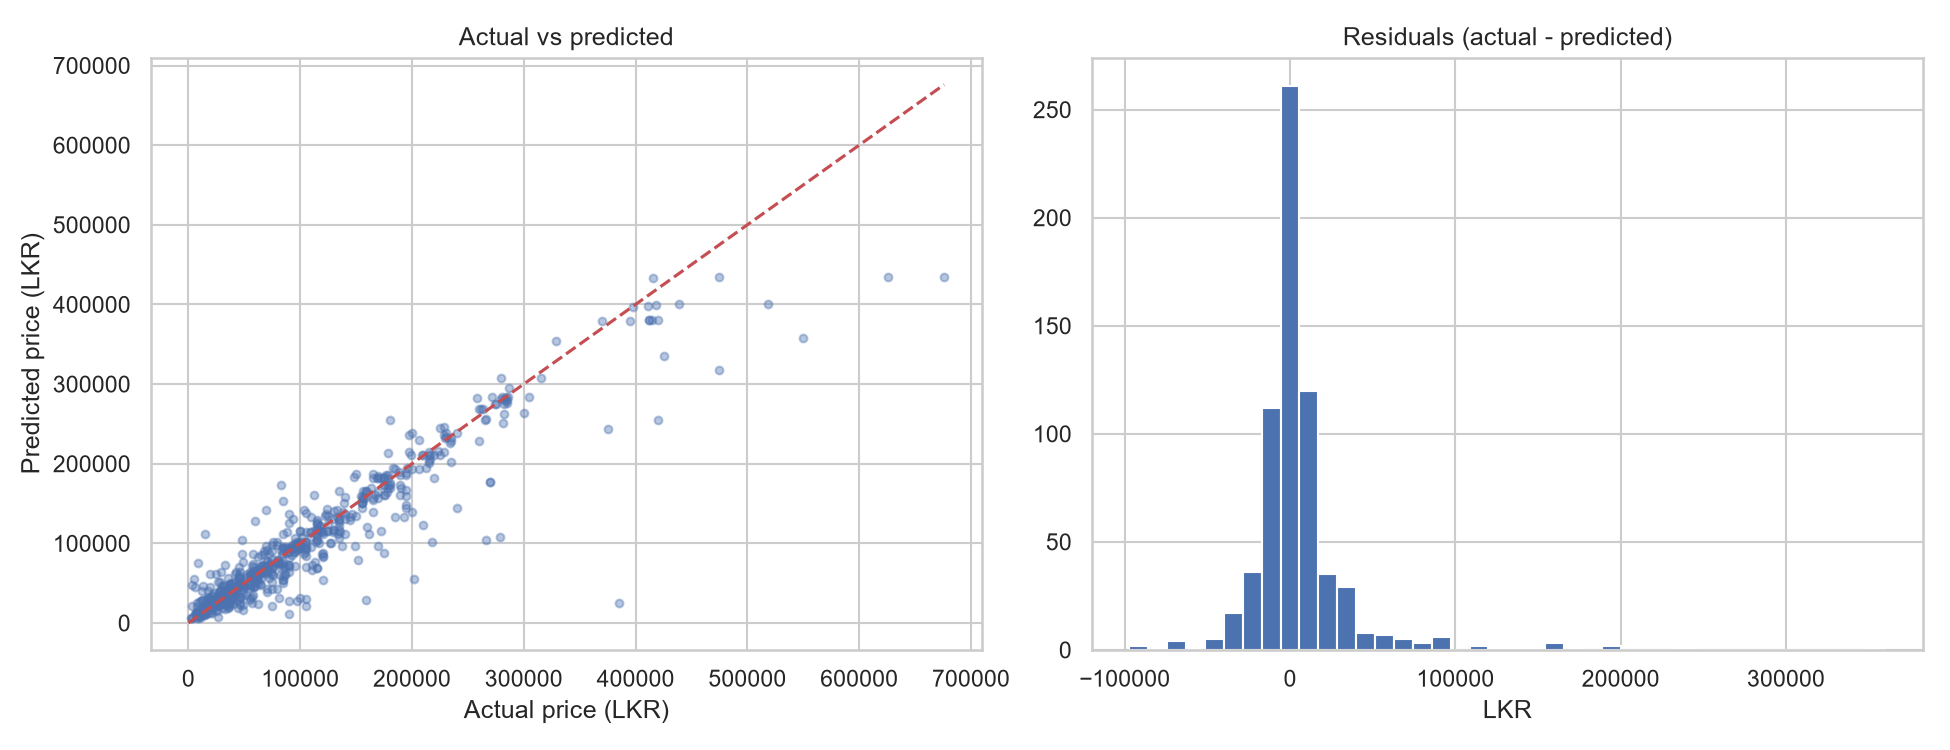 Actual vs predicted
700000
600000
500000
400000
300000
200000
100000
0
Predicted price (LKR)
0 100000 200000 300000 400000 500000 600000 700000
Actual price (LKR)
Residuals (actual - predicted)
250
200
150
100
50
0
−100000 0 100000 200000 300000
LKR